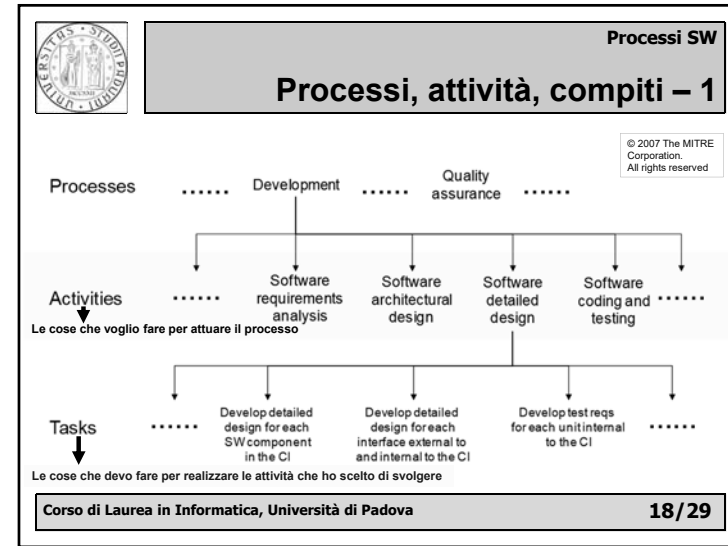 Processi SW
Processi, attività, compiti – 1
© 2007 The MITRE
Corporation.
All rights reserved
Processes ...... Development ...... Quality assurance ......
Activities ...... Software requirements analysis Software architectural design Software detailed design Software coding and testing ......
Le cose che voglio fare per attuare il processo
Tasks ...... Develop detailed design for each SW component in the CI Develop detailed design for each interface external to and internal to the CI Develop test reqs for each unit internal to the CI ......
Le cose che devo fare per realizzare le attività che ho scelto di svolgere
Corso di Laurea in Informatica, Università di Padova 18/29